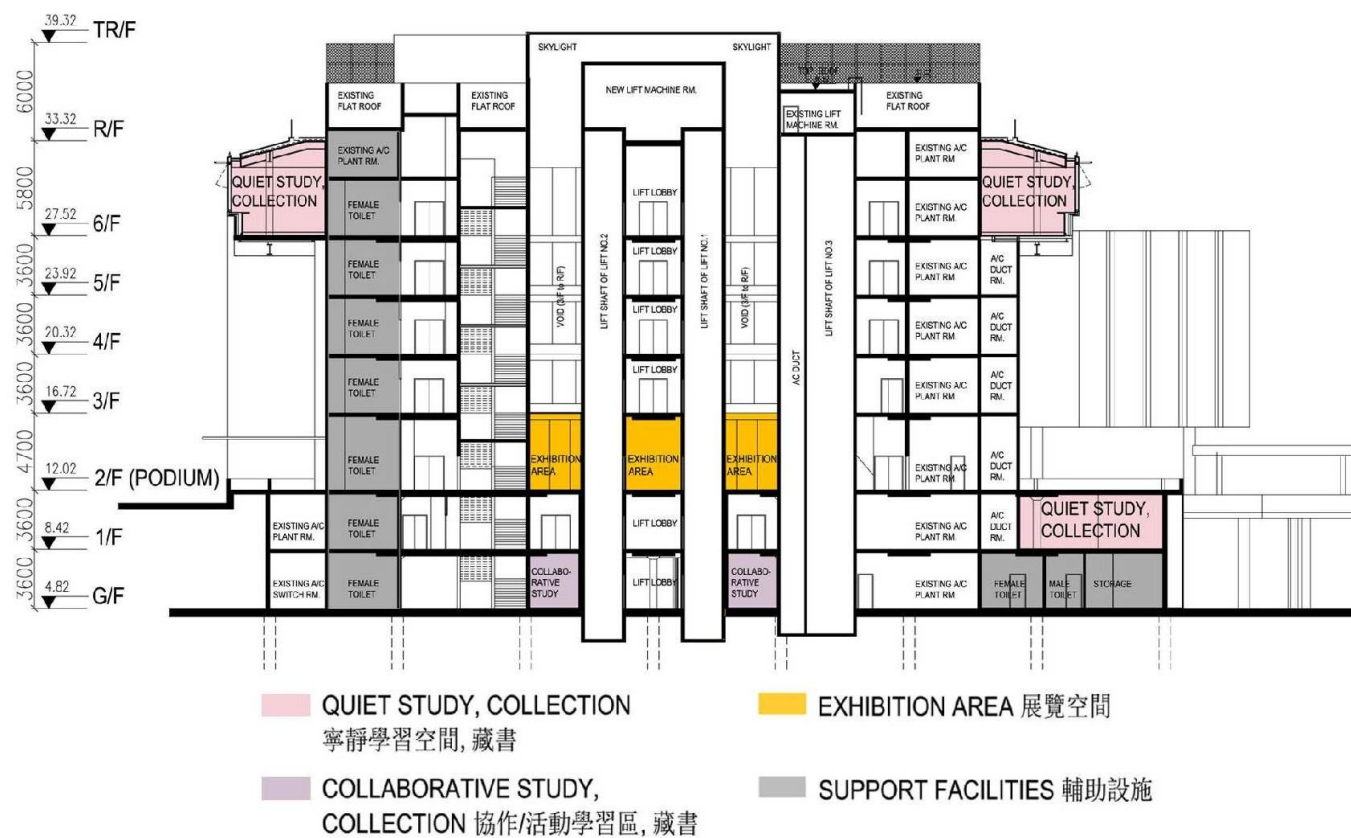 39.32 TR/F
6000
33.32 R/F
5800
27.52 6/F
3600
23.92 5/F
3600
20.32 4/F
3600
16.72 3/F
4700
12.02 2/F (PODIUM)
3600
8.42 1/F
3600
4.82 G/F
SKYLIGHT
SKYLIGHT
NEW LIFT MACHINE RM.
EXISTING
FLAT ROOF
EXISTING
FLAT ROOF
EXISTING LIFT
MACHINE RM.
EXISTING
FLAT ROOF
EXISTING A/C
PLANT RM.
EXISTING A/C
PLANT RM.
QUIET STUDY,
COLLECTION
QUIET STUDY,
COLLECTION
FEMALE
TOILET
LIFT LOBBY
EXISTING A/C
PLANT RM.
FEMALE
TOILET
LIFT LOBBY
EXISTING A/C
PLANT RM.
A/C
DUCT
RM.
VOID (3/F to R/F)
LIFT SHAFT OF LIFT NO.2
LIFT SHAFT OF LIFT NO.1
VOID (3/F to R/F)
AC DUCT
LIFT SHAFT OF LIFT NO.3
FEMALE
TOILET
LIFT LOBBY
EXISTING A/C
PLANT RM.
A/C
DUCT
RM.
FEMALE
TOILET
LIFT LOBBY
EXISTING A/C
PLANT RM.
A/C
DUCT
RM.
FEMALE
TOILET
EXHIBITION
AREA
EXHIBITION
AREA
EXHIBITION
AREA
EXISTING A/C
PLANT RM.
A/C
DUCT
RM.
EXISTING A/C
PLANT RM.
FEMALE
TOILET
LIFT LOBBY
EXISTING A/C
PLANT RM.
A/C
DUCT
RM.
QUIET STUDY,
COLLECTION
EXISTING A/C
SWITCH RM.
FEMALE
TOILET
COLLABO-
RATIVE
STUDY
LIFT LOBBY
COLLABO-
RATIVE
STUDY
EXISTING A/C
PLANT RM.
FEMALE
TOILET
MALE
TOILET
STORAGE
QUIET STUDY, COLLECTION
寧靜學習空間, 藏書
EXHIBITION AREA 展覽空間
COLLABORATIVE STUDY,
COLLECTION 協作/活動學習區, 藏書
SUPPORT FACILITIES 輔助設施